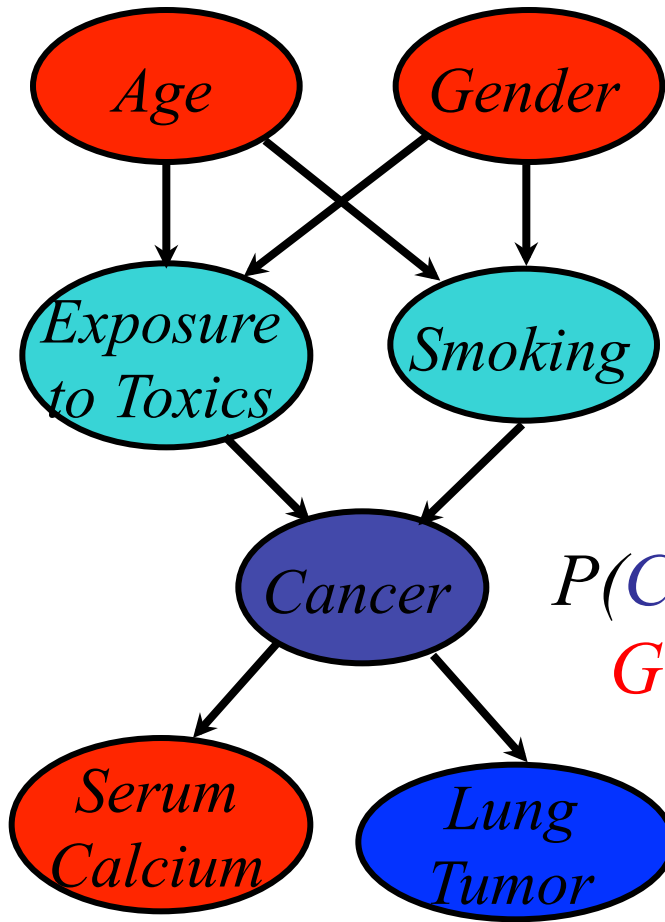 Age
Gender
Exposure
to Toxics
Smoking
Cancer
P(C
G
Serum
Calcium
Lung
Tumor